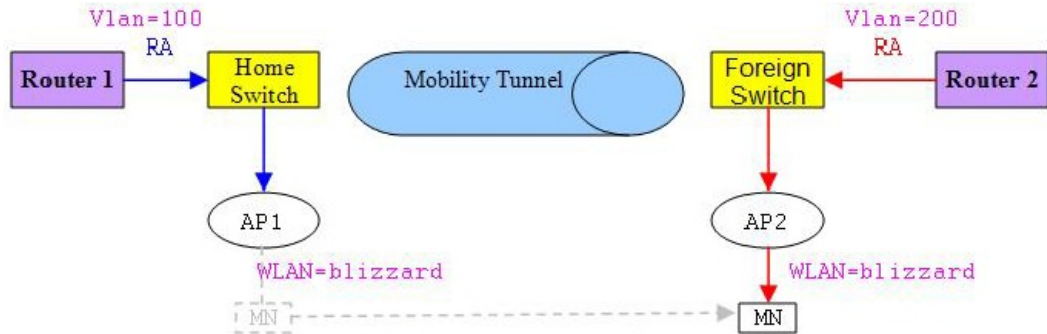 Vlan=100
RA
Router 1
Home
Switch
Mobility Tunnel
Vlan=200
RA
Foreign
Switch
Router 2
AP1
AP2
WLAN=blizzard
WLAN=blizzard
MN
MN